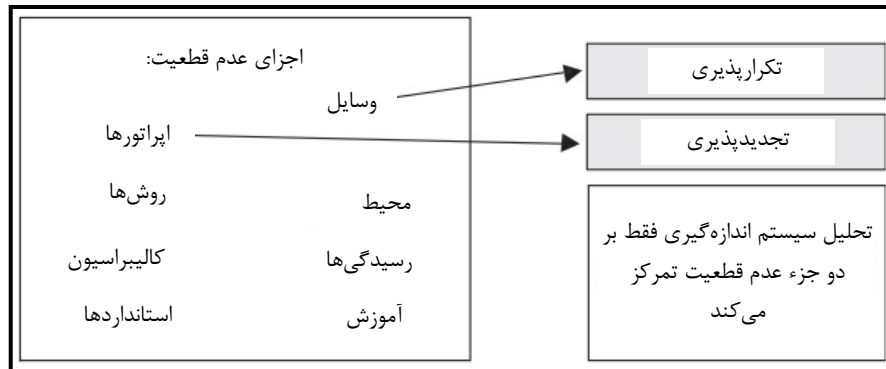 اجزای عدم قطعیت:
وسایل
اپراتورها
روش‌ها
محیط
کالیبراسیون
رسیدگی‌ها
استانداردها
آموزش
تکرارپذیری
تجدیدپذیری
تحلیل سیستم اندازه‌گیری فقط بر
دو جزء عدم قطعیت تمرکز
می‌کند